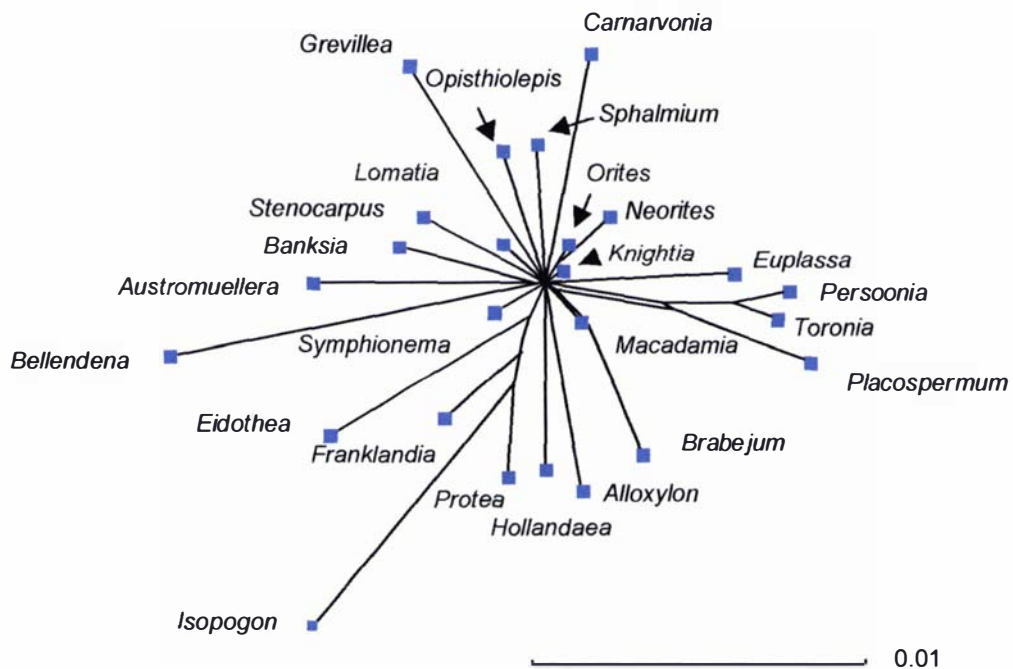 Carnarvonia
Grevillea
Opisthiolepis
Sphalmium
Lomatia
Orites
Stenocarpus
Neorites
Banksia
Knightia
Euplassa
Austromuellera
Persoonia
Toronia
Symphionema
Macadamia
Bellendena
Placospermum
Eidothea
Franklandia
Brabejum
Protea
Alloxylon
Hollandaea
Isopogon
0.01